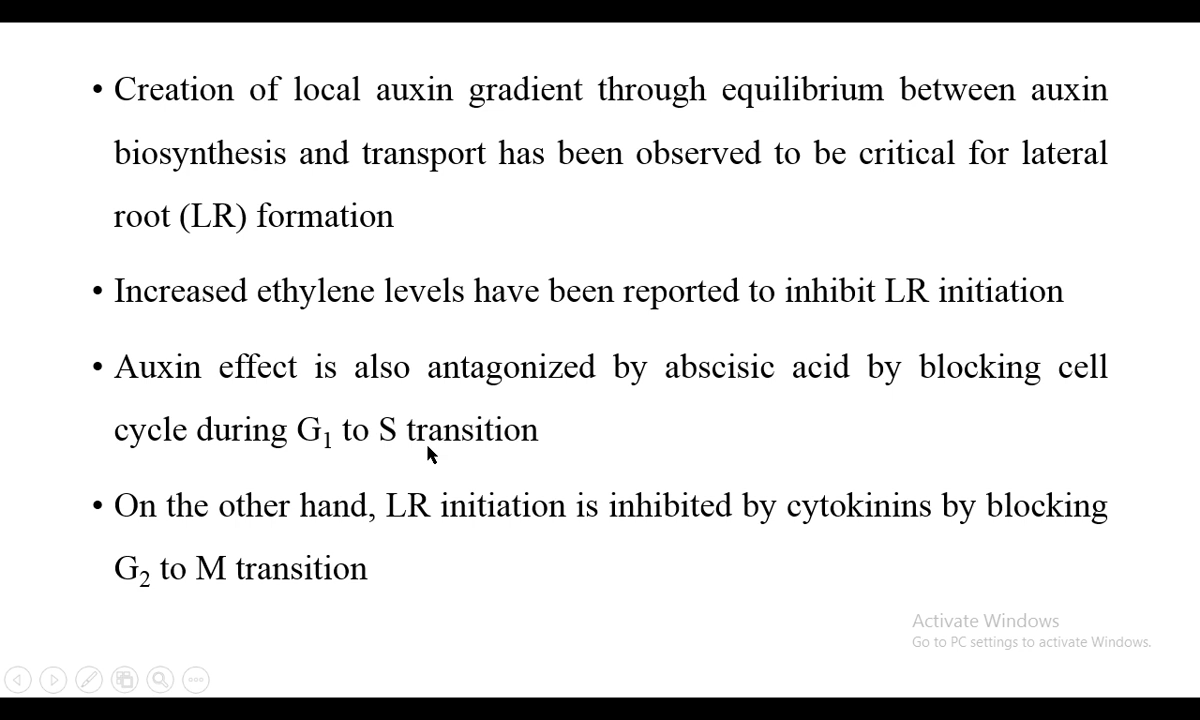 • Creation of local auxin gradient through equilibrium between auxin
biosynthesis and transport has been observed to be critical for lateral
root (LR) formation
• Increased ethylene levels have been reported to inhibit LR initiation
• Auxin effect is also antagonized by abscisic acid by blocking cell
cycle during G₁ to S transition
• On the other hand, LR initiation is inhibited by cytokinins by blocking
G₂ to M transition
Activate Windows
Go to PC settings to activate Windows.